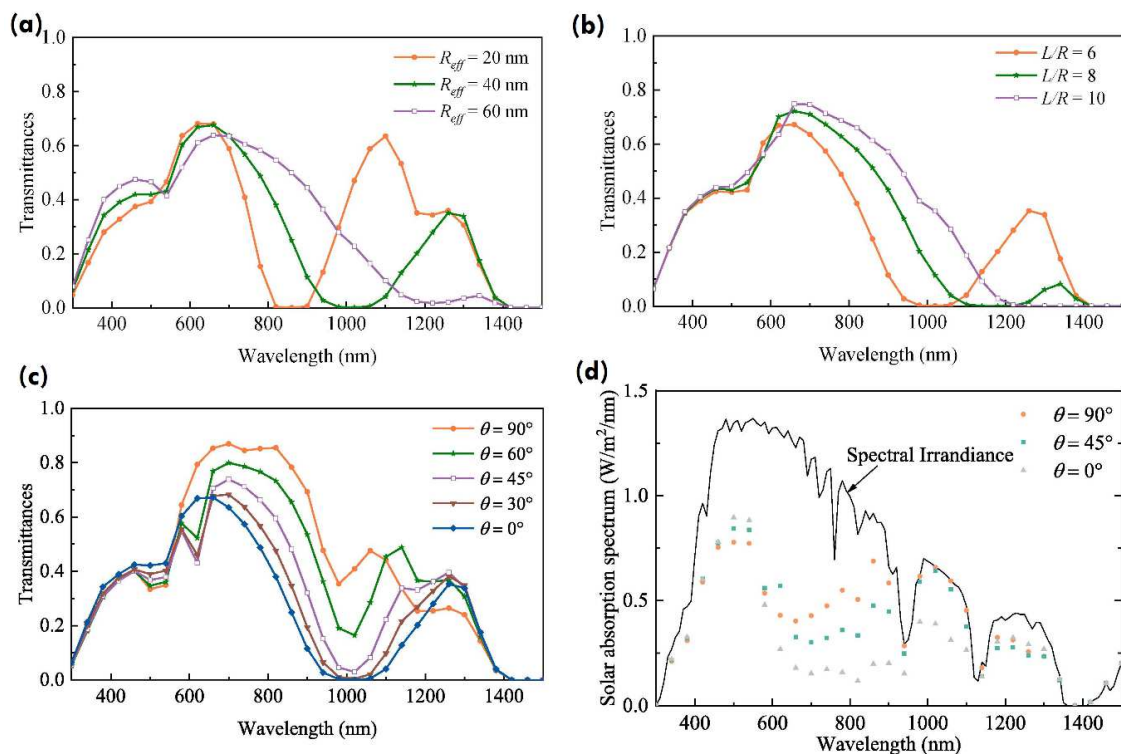 (a)
1.0
0.8
0.6
0.4
0.2
0.0
Transmittances
R_eff = 20 nm
R_eff = 40 nm
R_eff = 60 nm
400 600 800 1000 1200 1400
Wavelength (nm)
(b)
1.0
0.8
0.6
0.4
0.2
0.0
Transmittances
L/R = 6
L/R = 8
L/R = 10
400 600 800 1000 1200 1400
Wavelength (nm)
(c)
1.0
0.8
0.6
0.4
0.2
0.0
Transmittances
θ = 90°
θ = 60°
θ = 45°
θ = 30°
θ = 0°
400 600 800 1000 1200 1400
Wavelength (nm)
(d)
1.5
1.0
0.5
0.0
Solar absorption spectrum (W/m²/nm)
θ = 90°
θ = 45°
θ = 0°
Spectral Irrandiance
400 600 800 1000 1200 1400
Wavelength (nm)